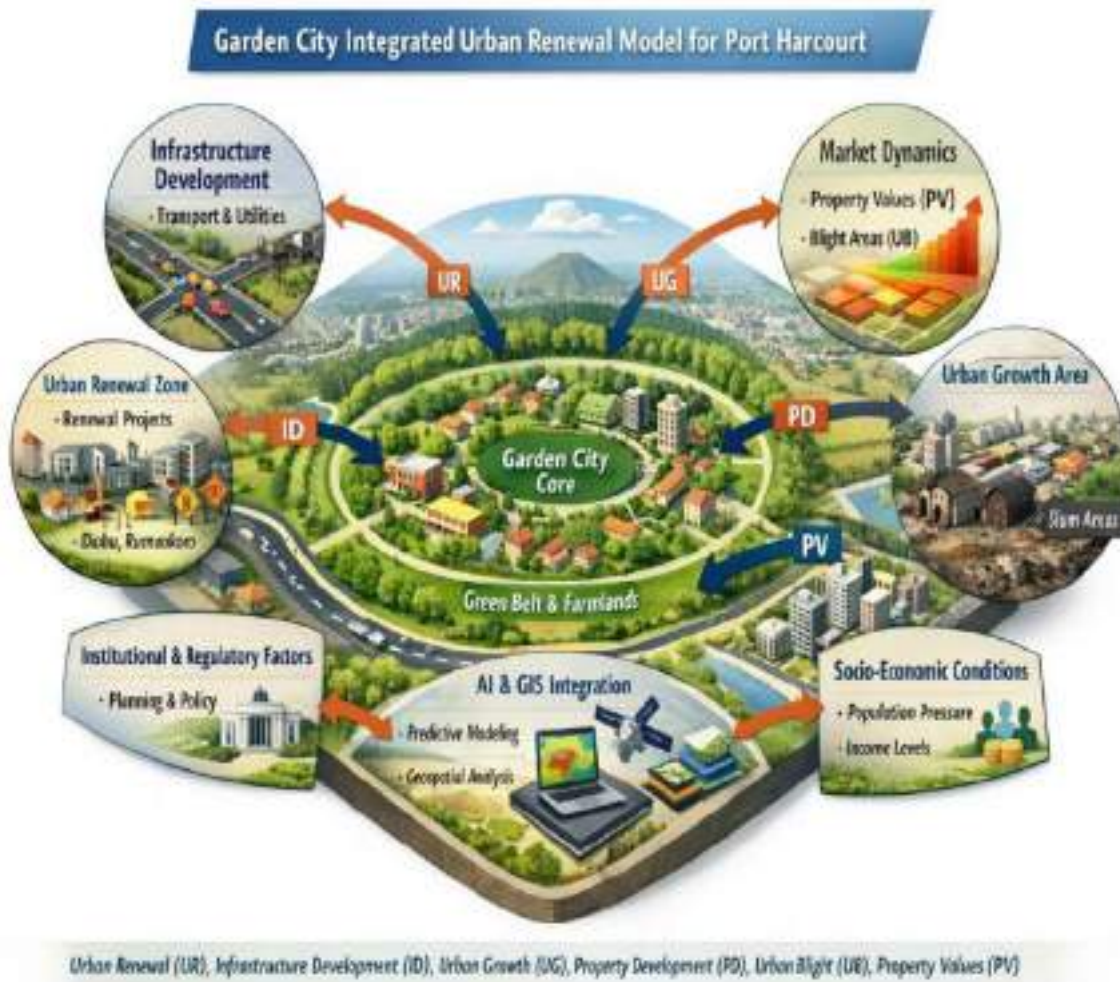 Garden City Integrated Urban Renewal Model for Port Harcourt
Infrastructure
Development
· Transport & Utilities
Market Dynamics
· Property Values (PV)
· Blight Areas (UB)
UR
UG
Urban Renewal Zone
· Renewal Projects
ID
PD
Urban Growth Area
Garden City
Core
Slum Areas
PV
Green Belt & Farmlands
Institutional & Regulatory Factors
· Planning & Policy
AI & GIS Integration
· Predictive Modeling
· Geospatial Analysis
Socio-Economic Conditions
· Population Pressure
· Income Levels
Urban Renewal (UR), Infrastructure Development (ID), Urban Growth (UG), Property Development (PD), Urban Blight (UB), Property Values (PV)